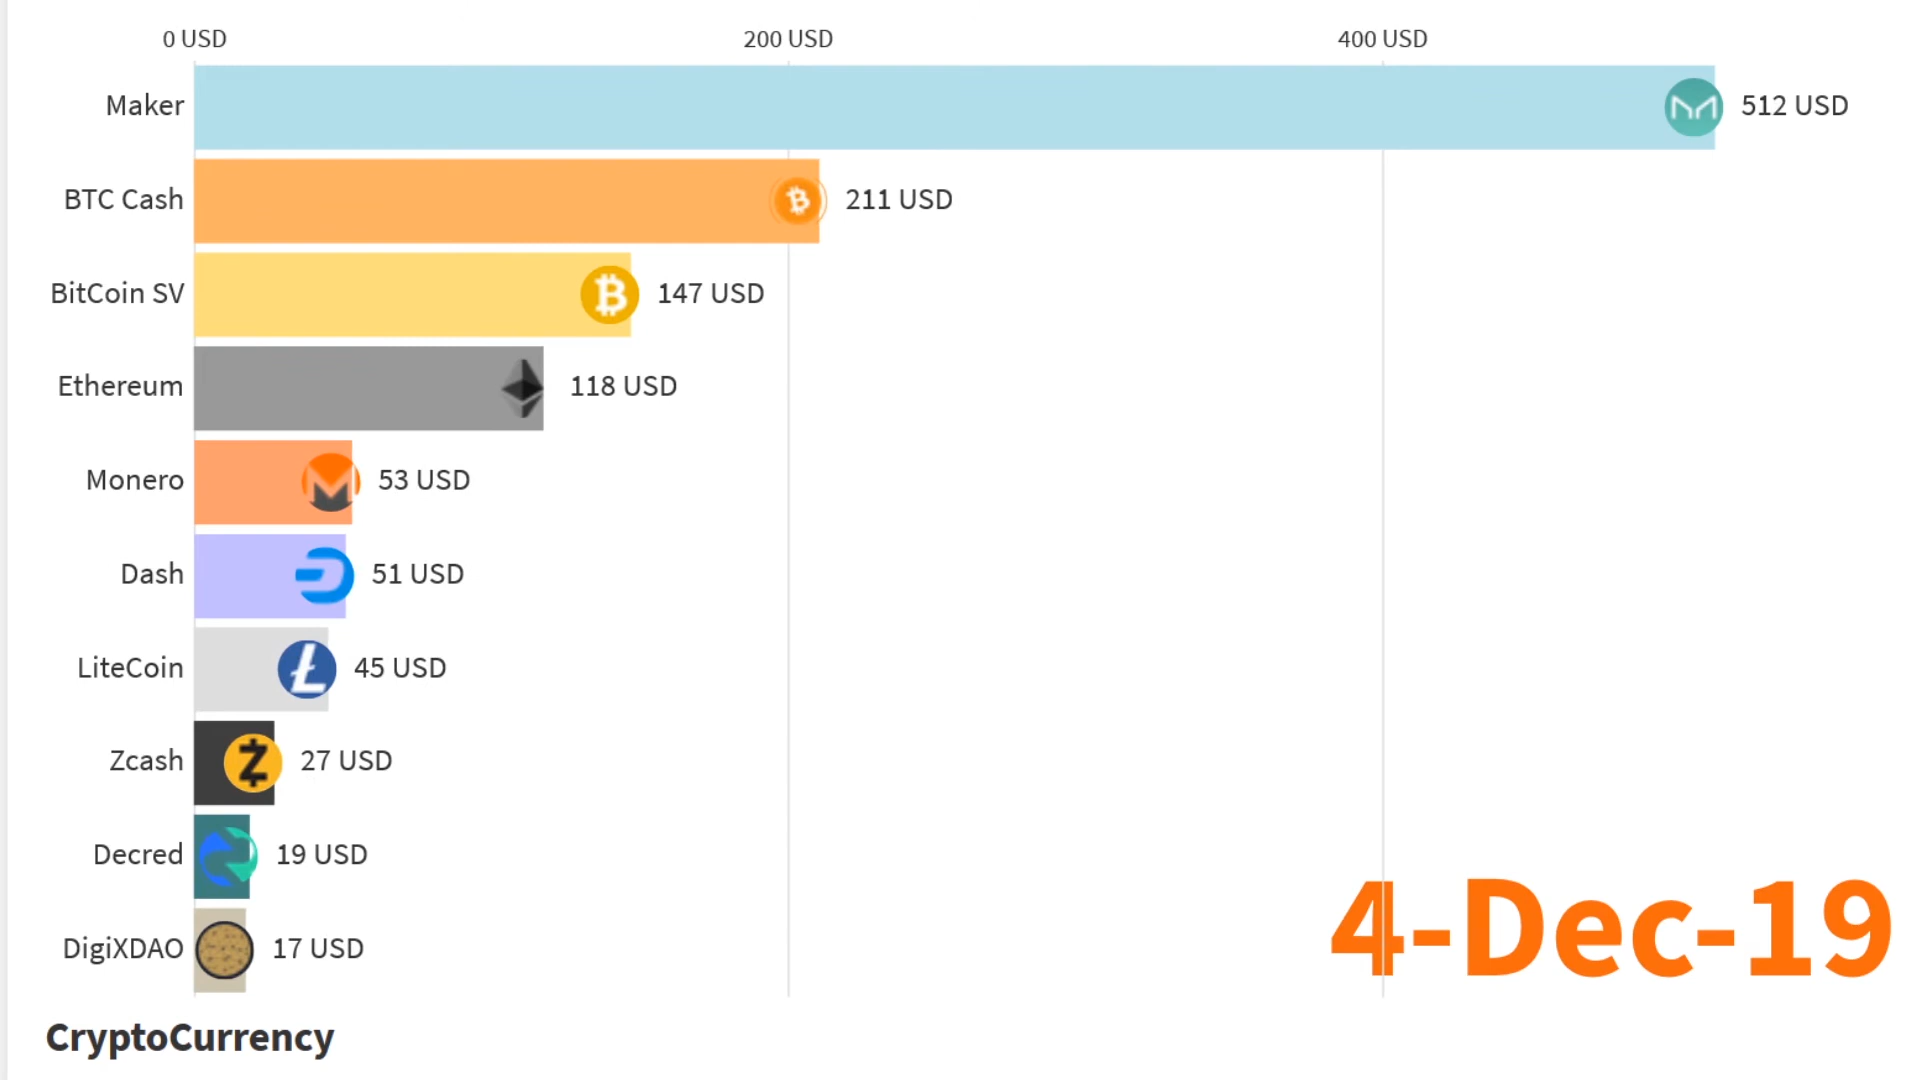 0 USD 200 USD 400 USD
Maker 512 USD
BTC Cash 211 USD
BitCoin SV 147 USD
Ethereum 118 USD
Monero 53 USD
Dash 51 USD
LiteCoin 45 USD
Zcash 27 USD
Decred 19 USD
DigiXDAO 17 USD
4-Dec-19
CryptoCurrency